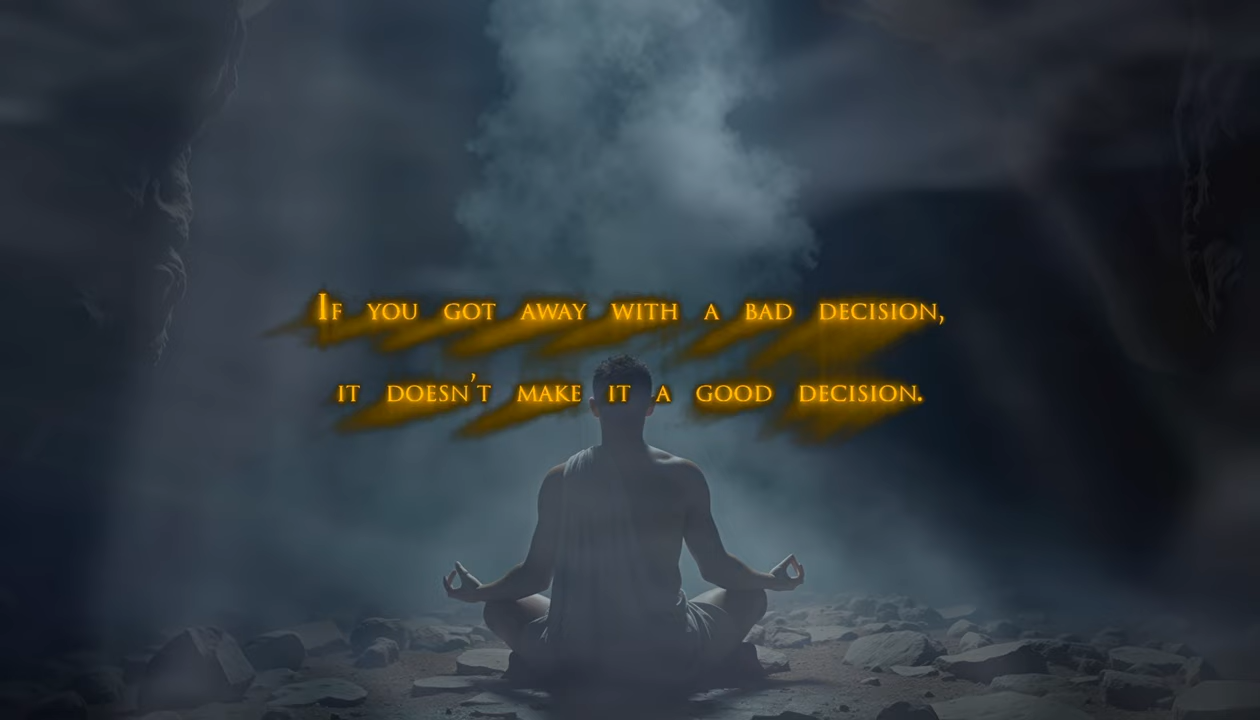 If you got away with a bad decision,
it doesn't make it a good decision.